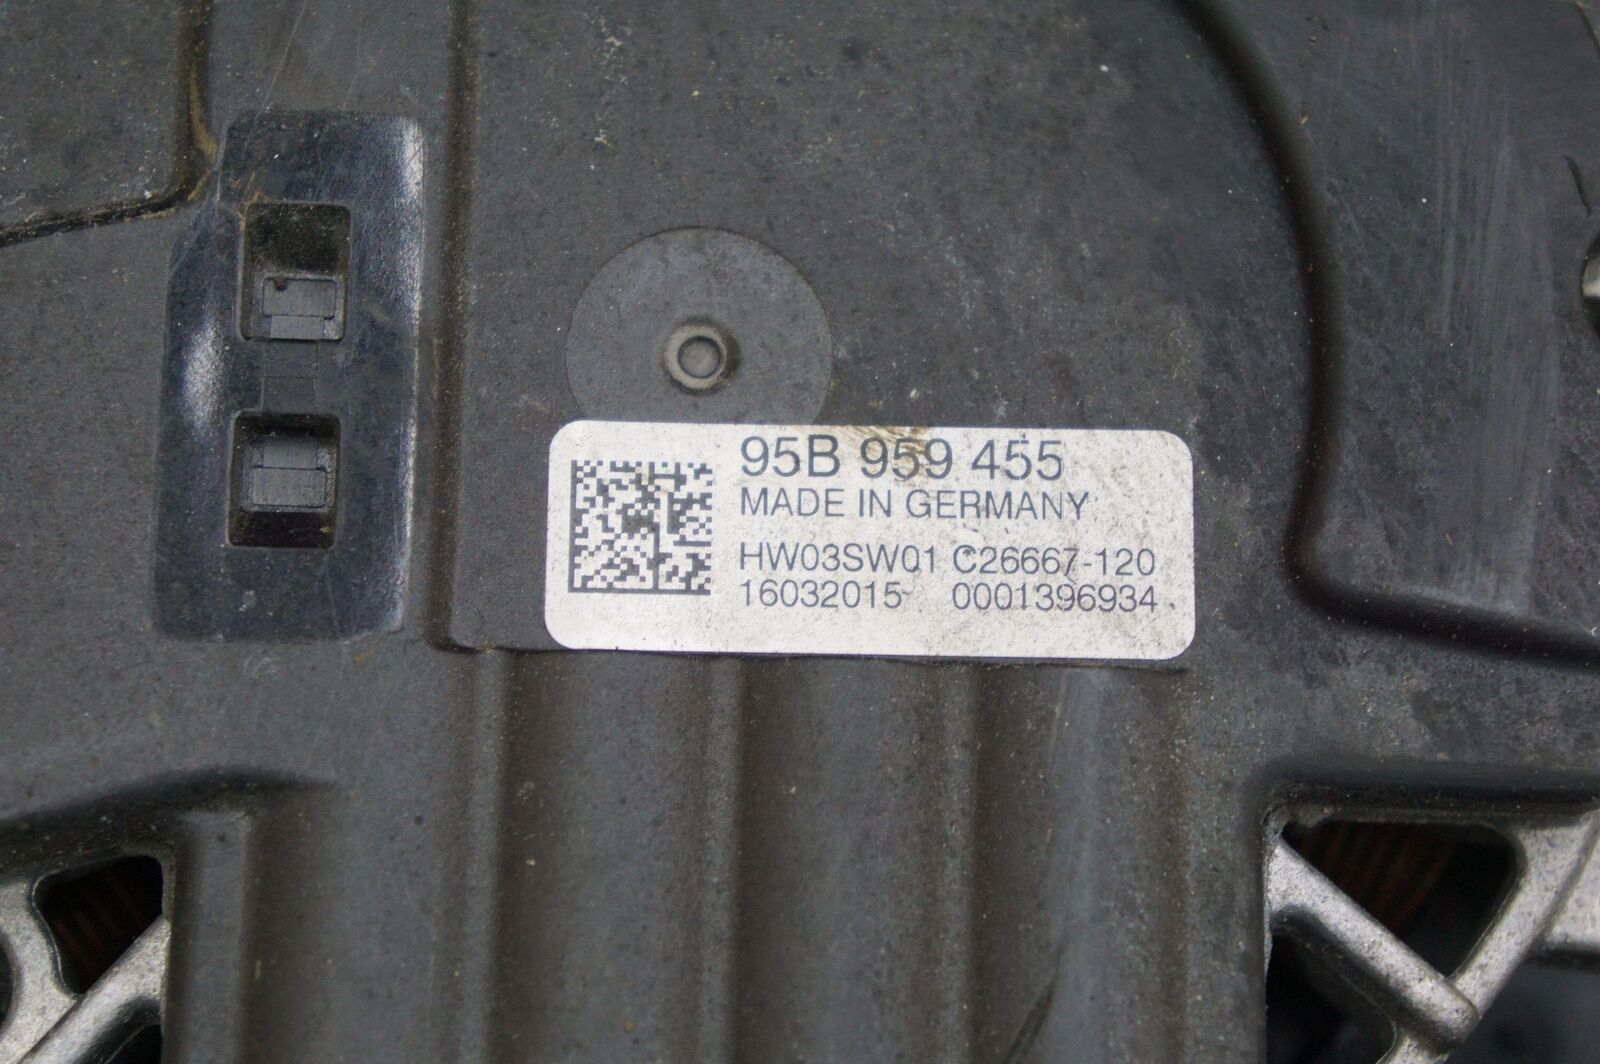 95B 959 455
MADE IN GERMANY
HW03SW01 C26667-120
16032015 0001396934